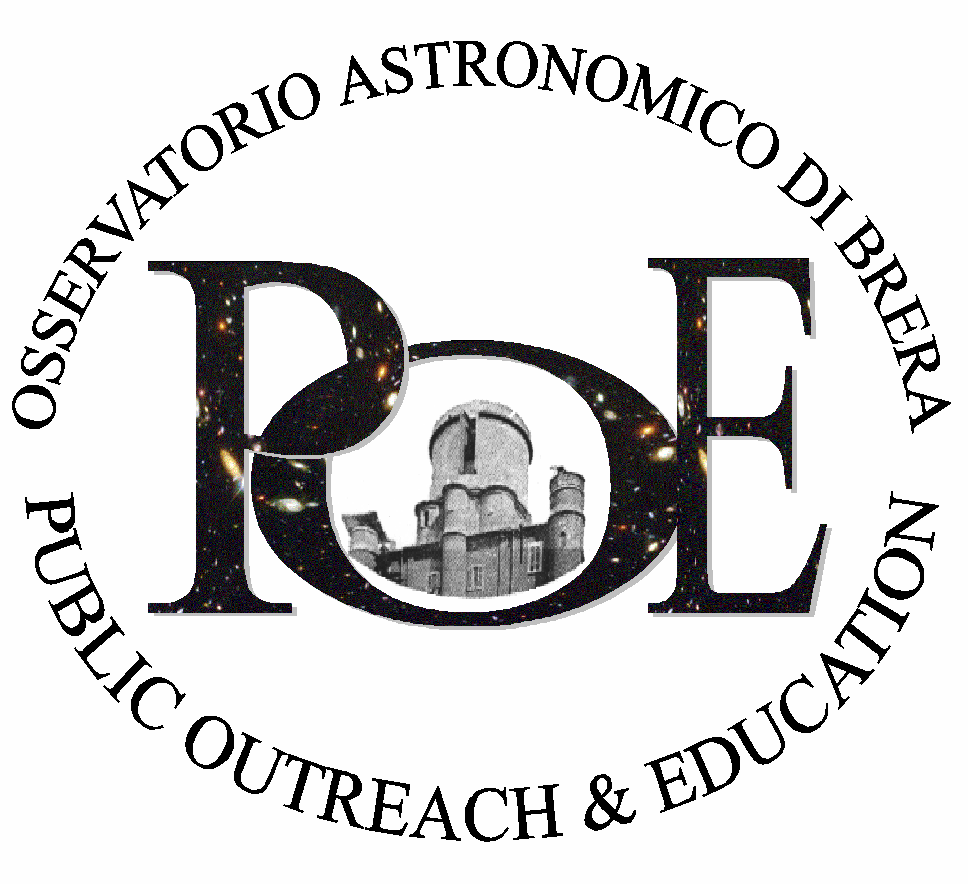 OSSERVATORIO ASTRONOMICO DI BRERA
POE
PUBLIC OUTREACH & EDUCATION